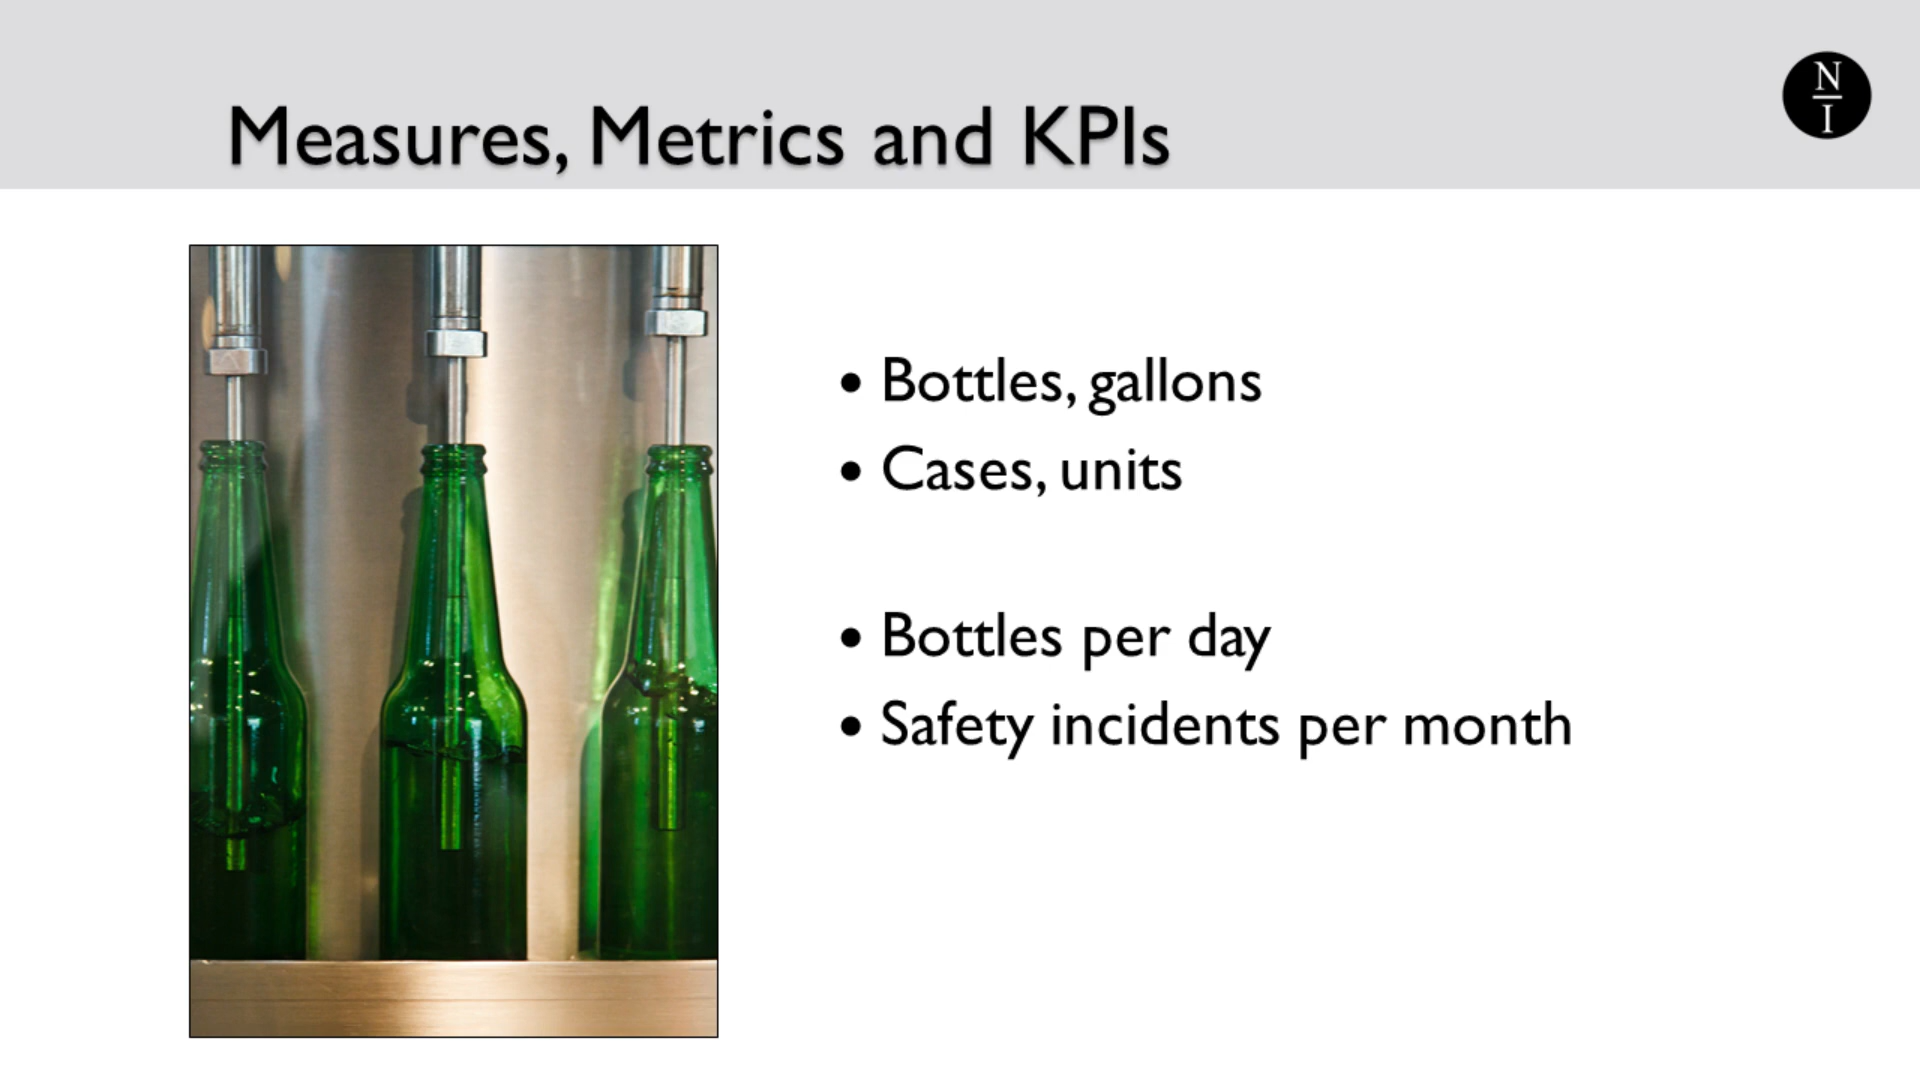 Measures, Metrics and KPIs
N
I
• Bottles, gallons
• Cases, units
• Bottles per day
• Safety incidents per month